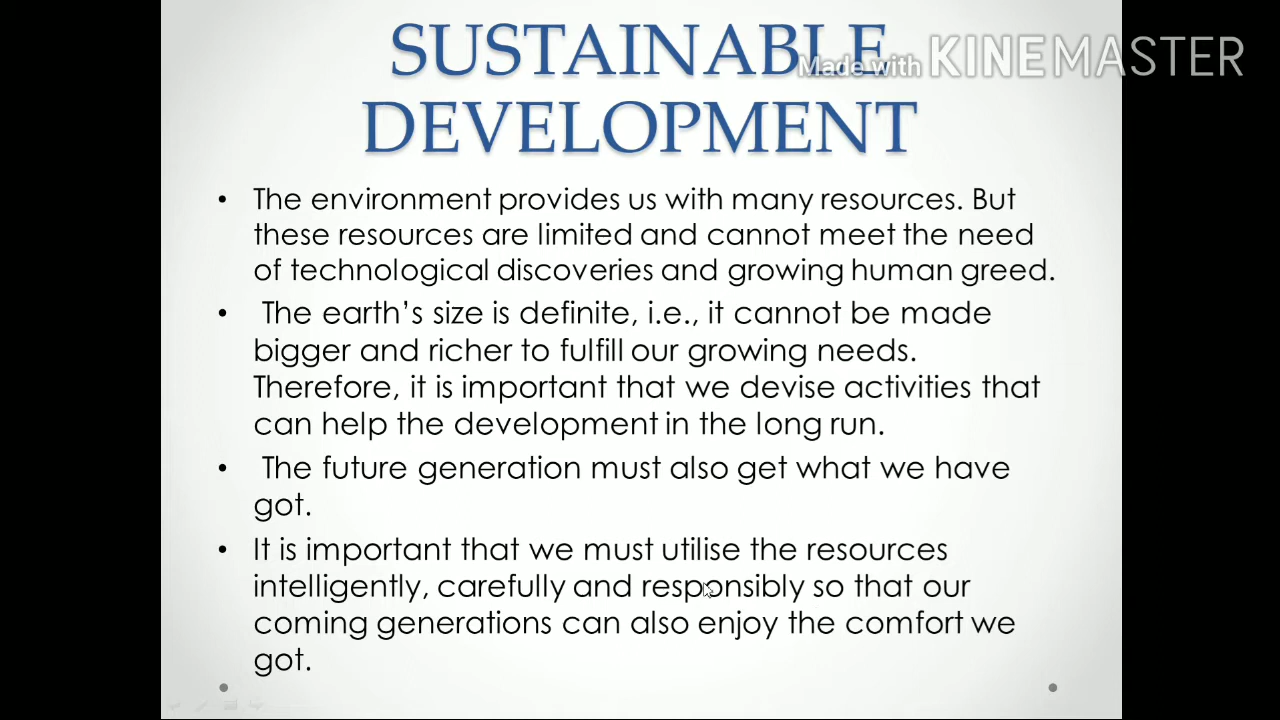 SUSTAINABLE
Made with KINEMASTER
DEVELOPMENT
• The environment provides us with many resources. But
these resources are limited and cannot meet the need
of technological discoveries and growing human greed.
• The earth's size is definite, i.e., it cannot be made
bigger and richer to fulfill our growing needs.
Therefore, it is important that we devise activities that
can help the development in the long run.
• The future generation must also get what we have
got.
• It is important that we must utilise the resources
intelligently, carefully and responsibly so that our
coming generations can also enjoy the comfort we
got.